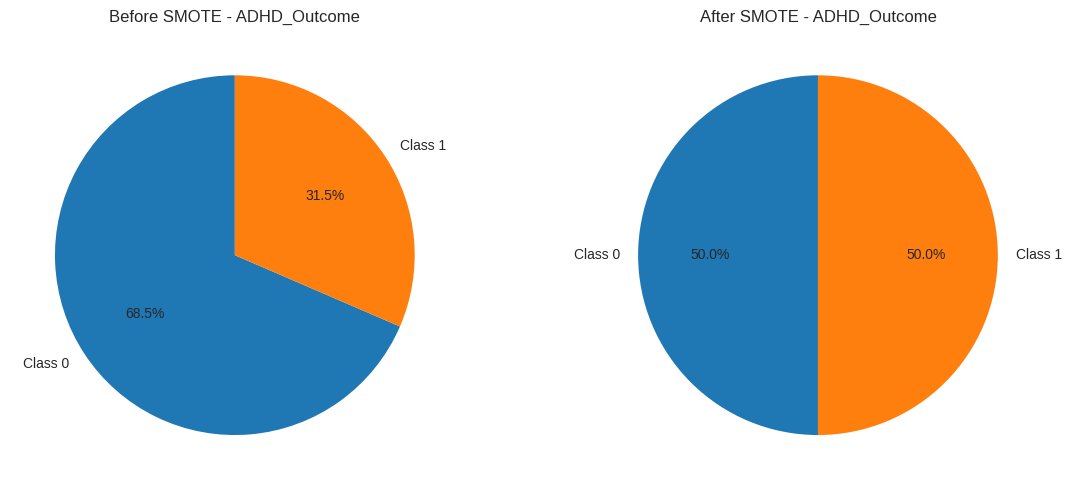 Before SMOTE - ADHD_Outcome
Class 1
31.5%
68.5%
Class 0
After SMOTE - ADHD_Outcome
Class 0
50.0%
50.0%
Class 1